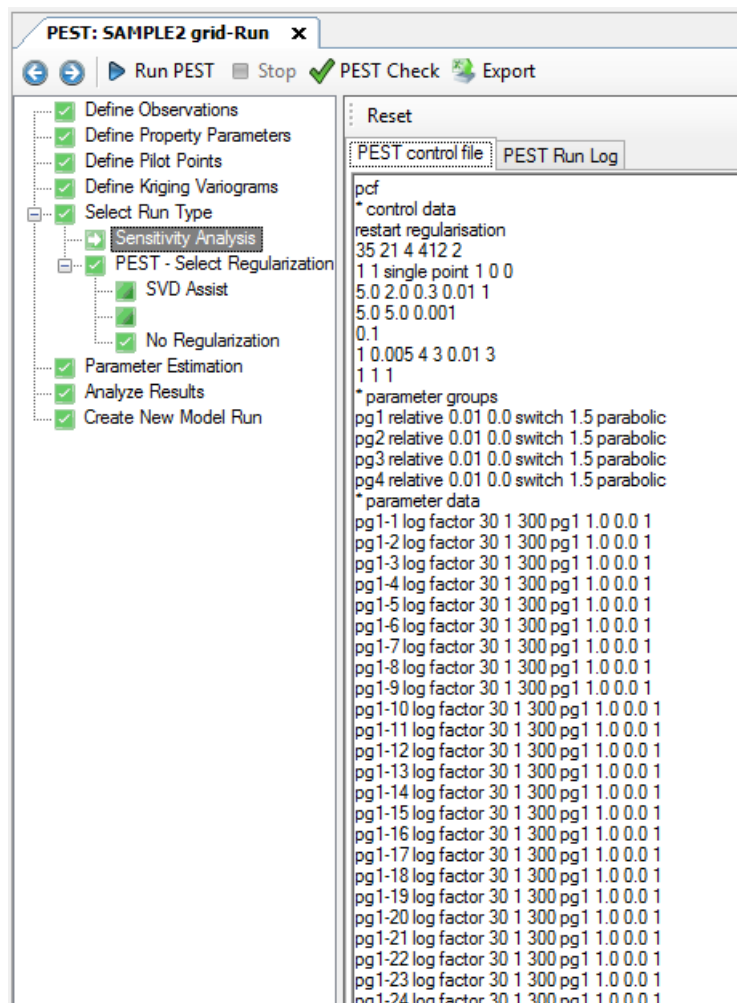 PEST: SAMPLE2 grid-Run x
Run PEST Stop PEST Check Export
Define Observations
Define Property Parameters
Define Pilot Points
Define Kriging Variograms
Select Run Type
Sensitivity Analysis
PEST - Select Regularization
SVD Assist
No Regularization
Parameter Estimation
Analyze Results
Create New Model Run
Reset
PEST control file PEST Run Log
pcf
* control data
restart regularisation
35 21 4 412 2
1 1 single point 1 0 0
5.0 2.0 0.3 0.01 1
5.0 5.0 0.001
0.1
1 0.005 4 3 0.01 3
1 1 1
* parameter groups
pg1 relative 0.01 0.0 switch 1.5 parabolic
pg2 relative 0.01 0.0 switch 1.5 parabolic
pg3 relative 0.01 0.0 switch 1.5 parabolic
pg4 relative 0.01 0.0 switch 1.5 parabolic
* parameter data
pg1-1 log factor 30 1 300 pg1 1.0 0.0 1
pg1-2 log factor 30 1 300 pg1 1.0 0.0 1
pg1-3 log factor 30 1 300 pg1 1.0 0.0 1
pg1-4 log factor 30 1 300 pg1 1.0 0.0 1
pg1-5 log factor 30 1 300 pg1 1.0 0.0 1
pg1-6 log factor 30 1 300 pg1 1.0 0.0 1
pg1-7 log factor 30 1 300 pg1 1.0 0.0 1
pg1-8 log factor 30 1 300 pg1 1.0 0.0 1
pg1-9 log factor 30 1 300 pg1 1.0 0.0 1
pg1-10 log factor 30 1 300 pg1 1.0 0.0 1
pg1-11 log factor 30 1 300 pg1 1.0 0.0 1
pg1-12 log factor 30 1 300 pg1 1.0 0.0 1
pg1-13 log factor 30 1 300 pg1 1.0 0.0 1
pg1-14 log factor 30 1 300 pg1 1.0 0.0 1
pg1-15 log factor 30 1 300 pg1 1.0 0.0 1
pg1-16 log factor 30 1 300 pg1 1.0 0.0 1
pg1-17 log factor 30 1 300 pg1 1.0 0.0 1
pg1-18 log factor 30 1 300 pg1 1.0 0.0 1
pg1-19 log factor 30 1 300 pg1 1.0 0.0 1
pg1-20 log factor 30 1 300 pg1 1.0 0.0 1
pg1-21 log factor 30 1 300 pg1 1.0 0.0 1
pg1-22 log factor 30 1 300 pg1 1.0 0.0 1
pg1-23 log factor 30 1 300 pg1 1.0 0.0 1
pg1-24 log factor 30 1 300 pg1 1.0 0.0 1